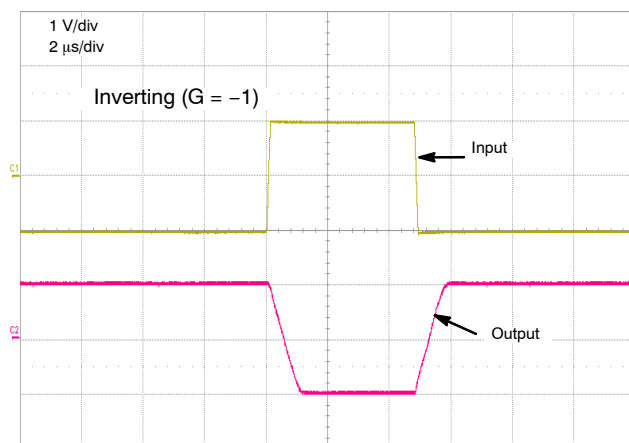 1 V/div
2 μs/div
Inverting (G = −1)
Input
C1
C2
Output